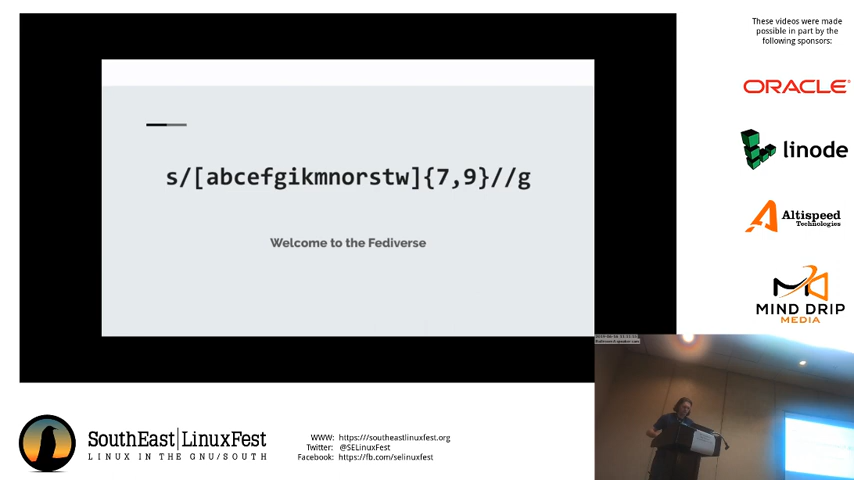 These videos were made
possible in part by the
following sponsors:
ORACLE
linode
Altispeed
Technologies
MIND DRIP
MEDIA
s/[abcefgikmnorstw]{7,9}//g
Welcome to the Fediverse
SouthEast LinuxFest
LINUX IN THE GNU/SOUTH
WWW: https:///southeastlinuxfest.org
Twitter: @SELinuxFest
Facebook: https://fb.com/selinuxfest